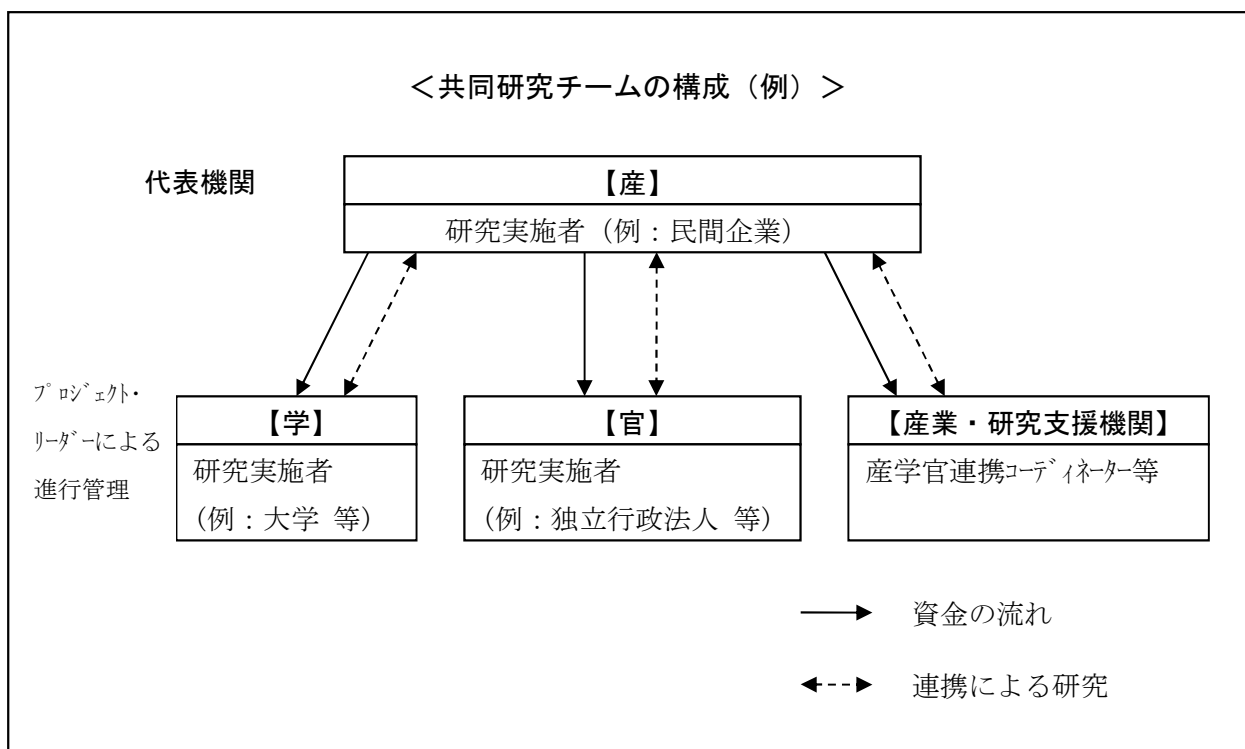 ＜共同研究チームの構成（例）＞
代表機関
【産】
研究実施者（例：民間企業）
ﾌﾟﾛｼﾞｪｸﾄ・
ﾘｰﾀﾞｰによる
進行管理
【学】
研究実施者
（例：大学 等）
【官】
研究実施者
（例：独立行政法人 等）
【産業・研究支援機関】
産学官連携ｺｰﾃﾞｨﾈｰﾀｰ等
資金の流れ
連携による研究